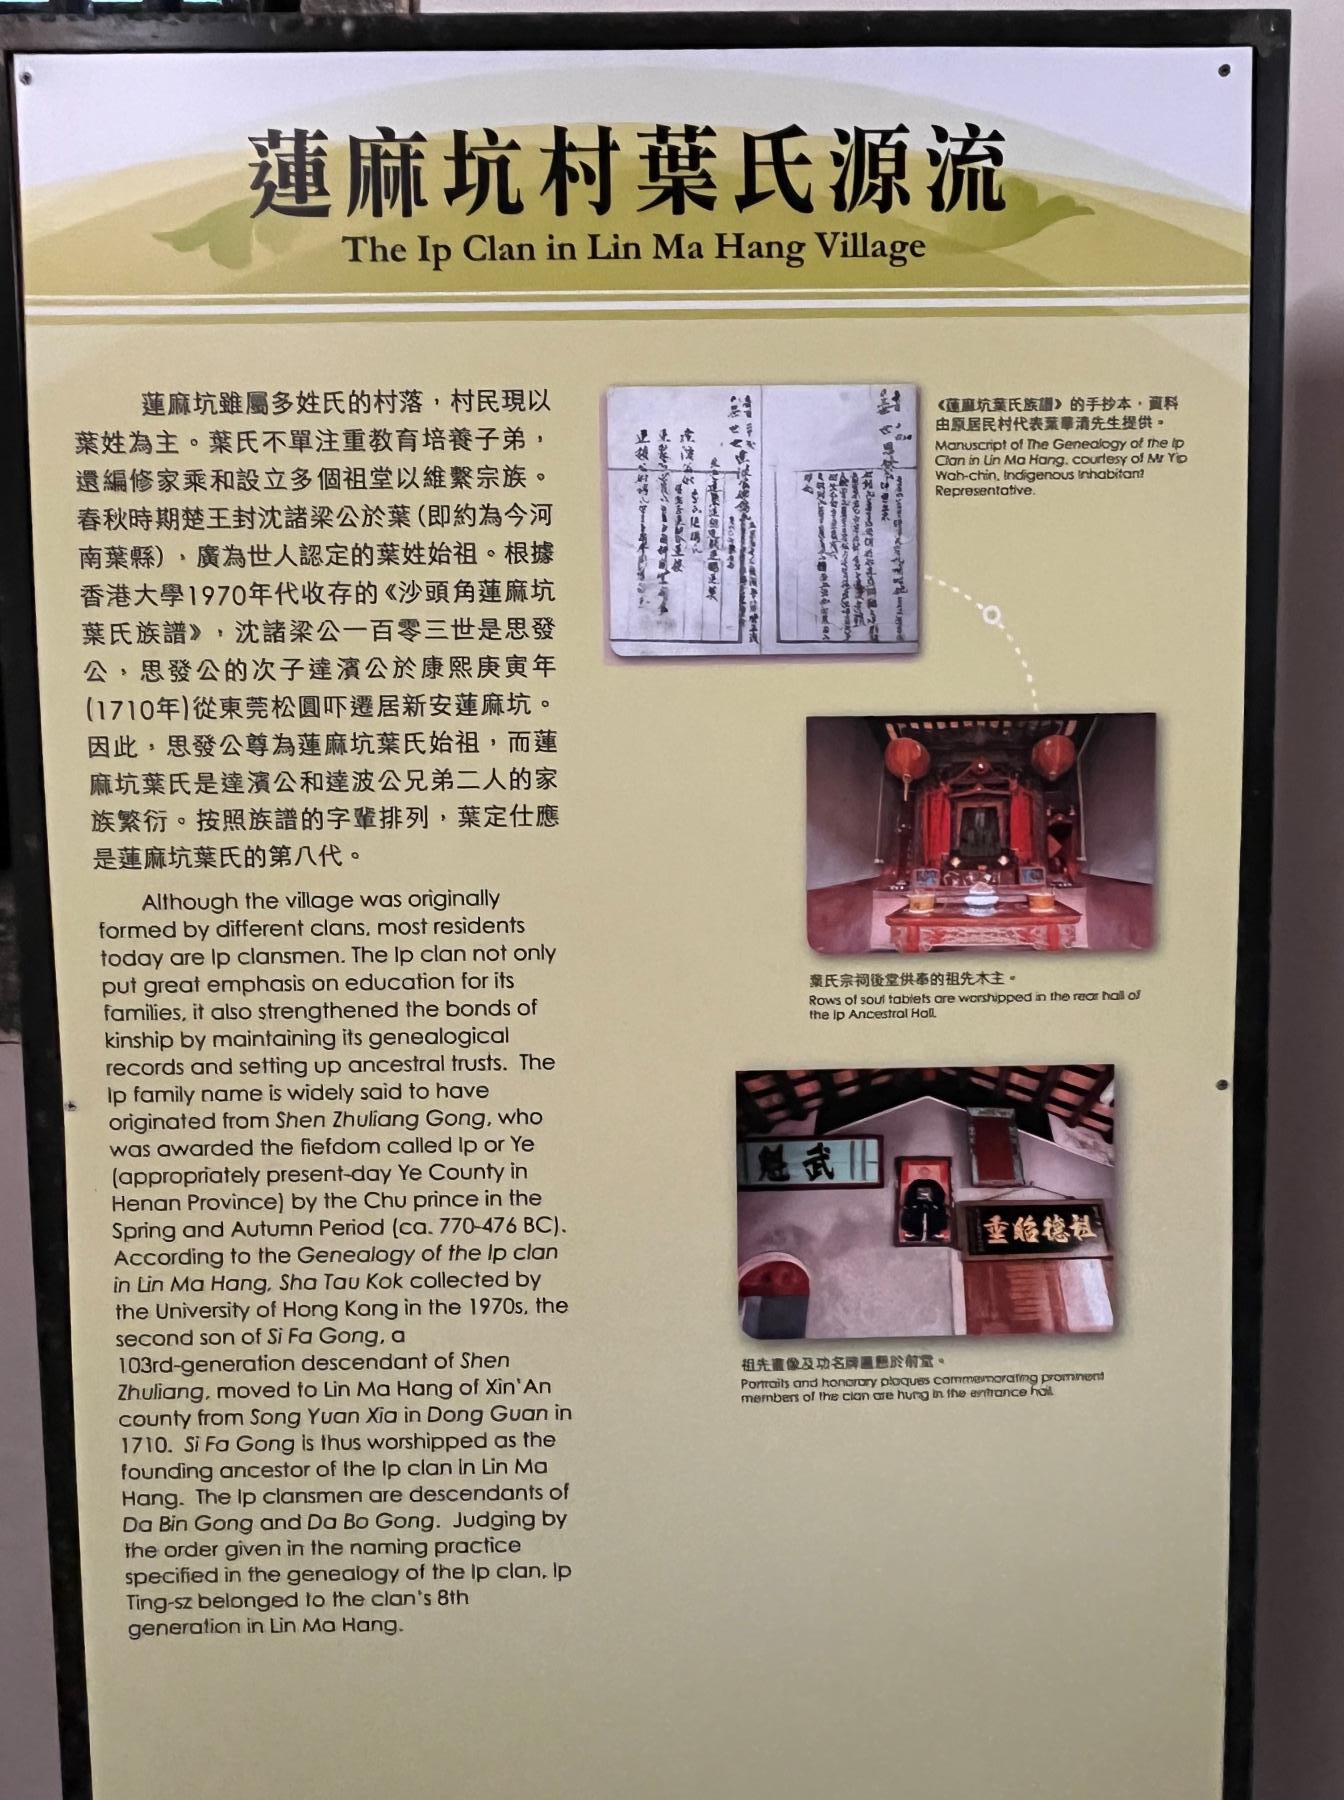 蓮麻坑村葉氏源流
The Ip Clan in Lin Ma Hang Village
蓮麻坑雖屬多姓氏的村落，村民現以
葉姓為主。葉氏不單注重教育培養子弟，
還編修家乘和設立多個祖堂以維繫宗族。
春秋時期楚王封沈諸梁公於葉(即約為今河
南葉縣)，廣為世人認定的葉姓始祖。根據
香港大學1970年代收存的《沙頭角蓮麻坑
葉氏族譜》，沈諸梁公一百零三世是思發
公，思發公的次子達濱公於康熙庚寅年
(1710年)從東莞松園吓遷居新安蓮麻坑。
因此，思發公尊為蓮麻坑葉氏始祖，而蓮
麻坑葉氏是達濱公和達波公兄弟二人的家
族繁衍。按照族譜的字輩排列，葉定仕應
是蓮麻坑葉氏的第八代。
Although the village was originally
formed by different clans, most residents
today are Ip clansmen. The Ip clan not only
put great emphasis on education for its
families, it also strengthened the bonds of
kinship by maintaining its genealogical
records and setting up ancestral trusts. The
Ip family name is widely said to have
originated from Shen Zhuliang Gong, who
was awarded the fiefdom called Ip or Ye
(appropriately present-day Ye County in
Henan Province) by the Chu prince in the
Spring and Autumn Period (ca. 770-476 BC).
According to the Genealogy of the Ip clan
in Lin Ma Hang, Sha Tau Kok collected by
the University of Hong Kong in the 1970s, the
second son of Si Fa Gong, a
103rd-generation descendant of Shen
Zhuliang, moved to Lin Ma Hang of Xin'An
county from Song Yuan Xia in Dong Guan in
1710. Si Fa Gong is thus worshipped as the
founding ancestor of the Ip clan in Lin Ma
Hang. The Ip clansmen are descendants of
Da Bin Gong and Da Bo Gong. Judging by
the order given in the naming practice
specified in the genealogy of the Ip clan, Ip
Ting-sz belonged to the clan's 8th
generation in Lin Ma Hang.
《蓮麻坑葉氏族譜》的手抄本，資料
由原居民村代表葉華清先生提供。
Manuscript of The Genealogy of the Ip
Clan in Lin Ma Hang, courtesy of Mr Yip
Wah-chin, Indigenous Inhabitant
Representative.
葉氏宗祠後堂供奉的祖先木主。
Rows of soul tablets are worshipped in the rear hall of
the Ip Ancestral Hall.
魁武
祖德貽謀
祖先畫像及功名牌匾懸於前堂。
Portraits and honorary plaques commemorating prominent
members of the clan are hung in the entrance hall.